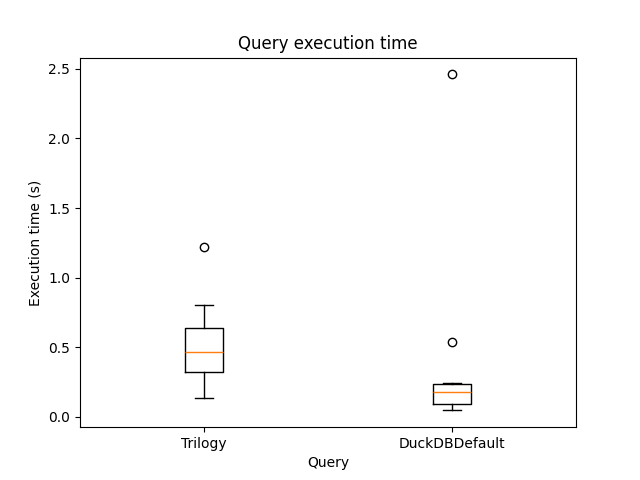 Query execution time
2.5
2.0
1.5
1.0
0.5
0.0
Execution time (s)
Trilogy
DuckDBDefault
Query